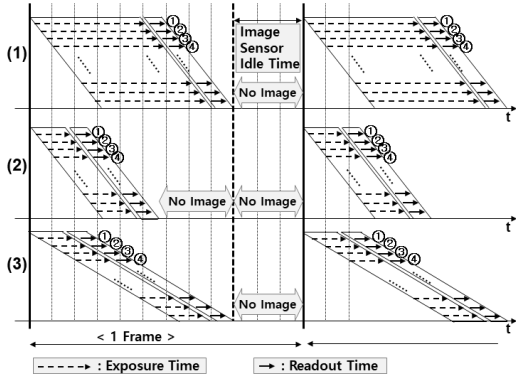 Image
Sensor
Idle Time
(1)
①
②
③
④
①
②
③
④
No Image
t
(2)
①
②
③
④
①
②
③
④
No Image
No Image
t
(3)
①
②
③
④
①
②
③
④
No Image
t
< 1 Frame >
: Exposure Time
: Readout Time